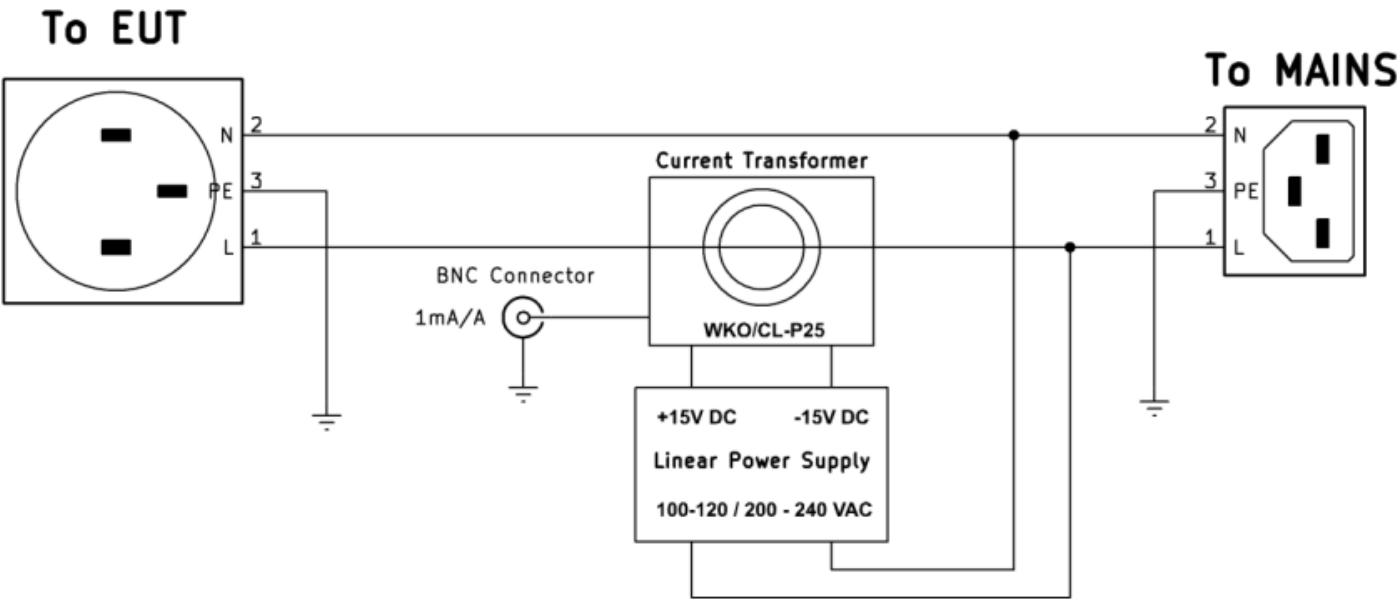 To EUT
To MAINS
N 2
PE 3
L 1
2 N
3 PE
1 L
Current Transformer
WKO/CL-P25
BNC Connector
1mA/A
+15V DC -15V DC
Linear Power Supply
100-120 / 200 - 240 VAC